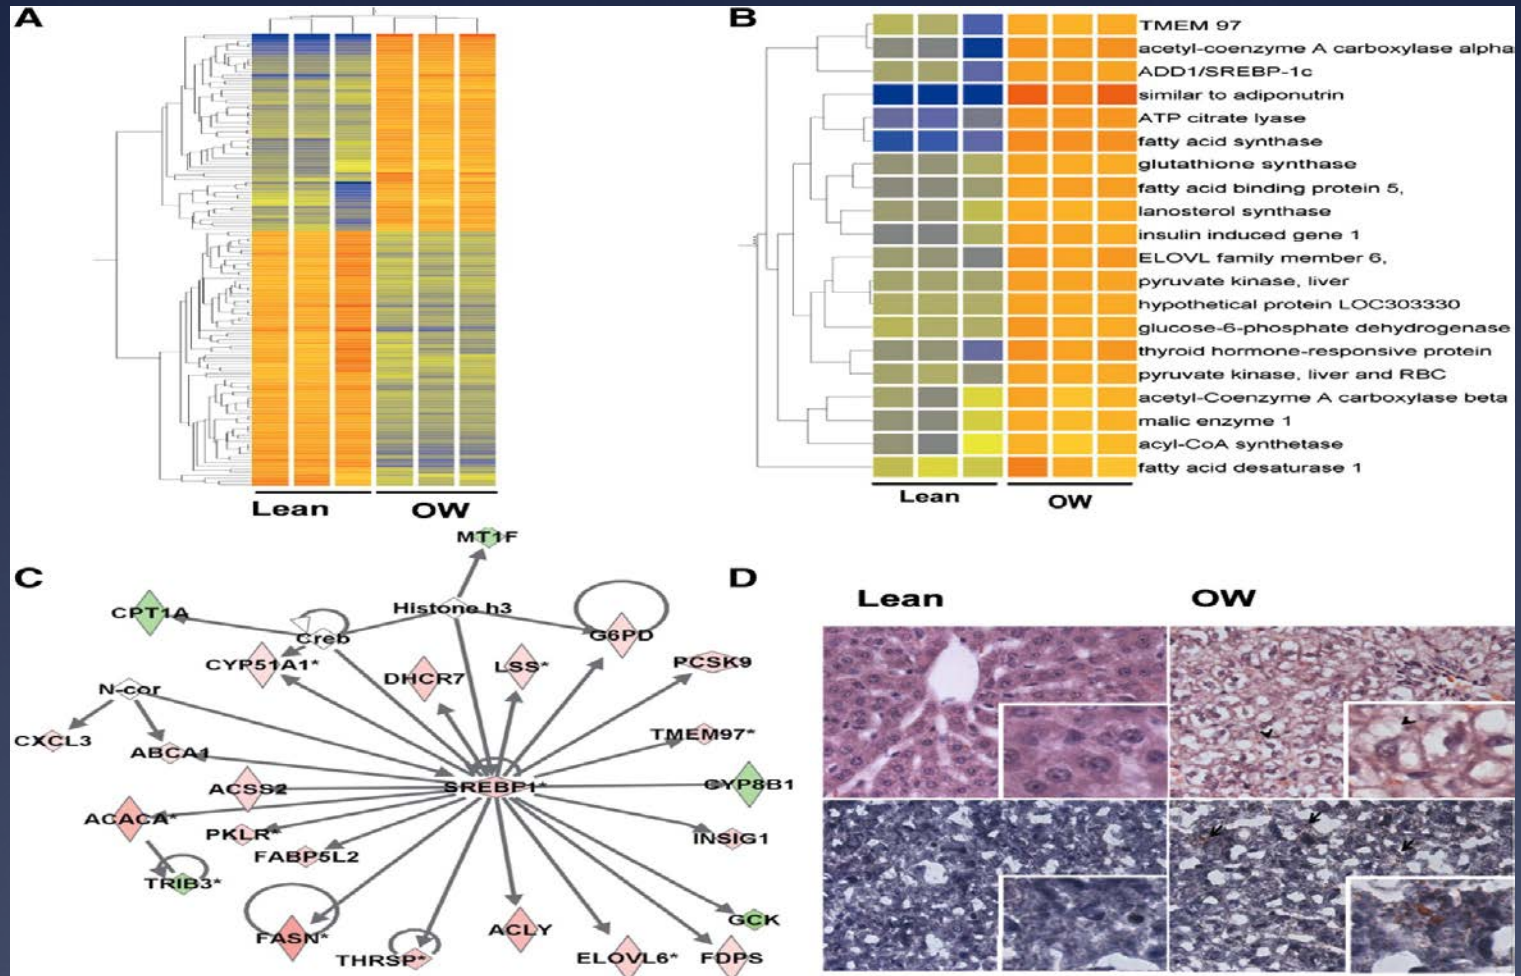 A
B
TMEM 97
acetyl-coenzyme A carboxylase alpha
ADD1/SREBP-1c
similar to adiponutrin
ATP citrate lyase
fatty acid synthase
glutathione synthase
fatty acid binding protein 5,
lanosterol synthase
insulin induced gene 1
ELOVL family member 6,
pyruvate kinase, liver
hypothetical protein LOC303330
glucose-6-phosphate dehydrogenase
thyroid hormone-responsive protein
pyruvate kinase, liver and RBC
acetyl-Coenzyme A carboxylase beta
malic enzyme 1
acyl-CoA synthetase
fatty acid desaturase 1
Lean OW
Lean OW
C
MT1F
CPT1A
Histone h3
Creb
G6PD
CYP51A1*
DHCR7
LSS*
PCSK9
N-cor
CXCL3
ABCA1
TMEM97*
ACSS2
SREBP1*
CYP8B1
ACACA*
PKLR*
FABP5L2
INSIG1
TRIB3*
FASN*
THRSP*
ACLY
ELOVL6*
FDPS
GCK
D
Lean OW